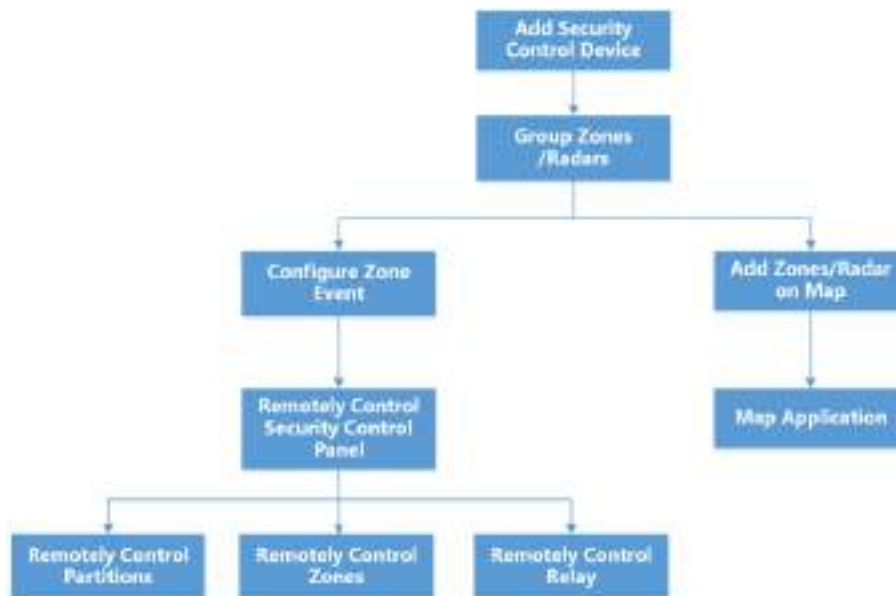 Add Security
Control Device
Group Zones
/Radars
Configure Zone
Event
Add Zones/Radar
on Map
Remotely Control
Security Control
Panel
Map Application
Remotely Control
Partitions
Remotely Control
Zones
Remotely Control
Relay